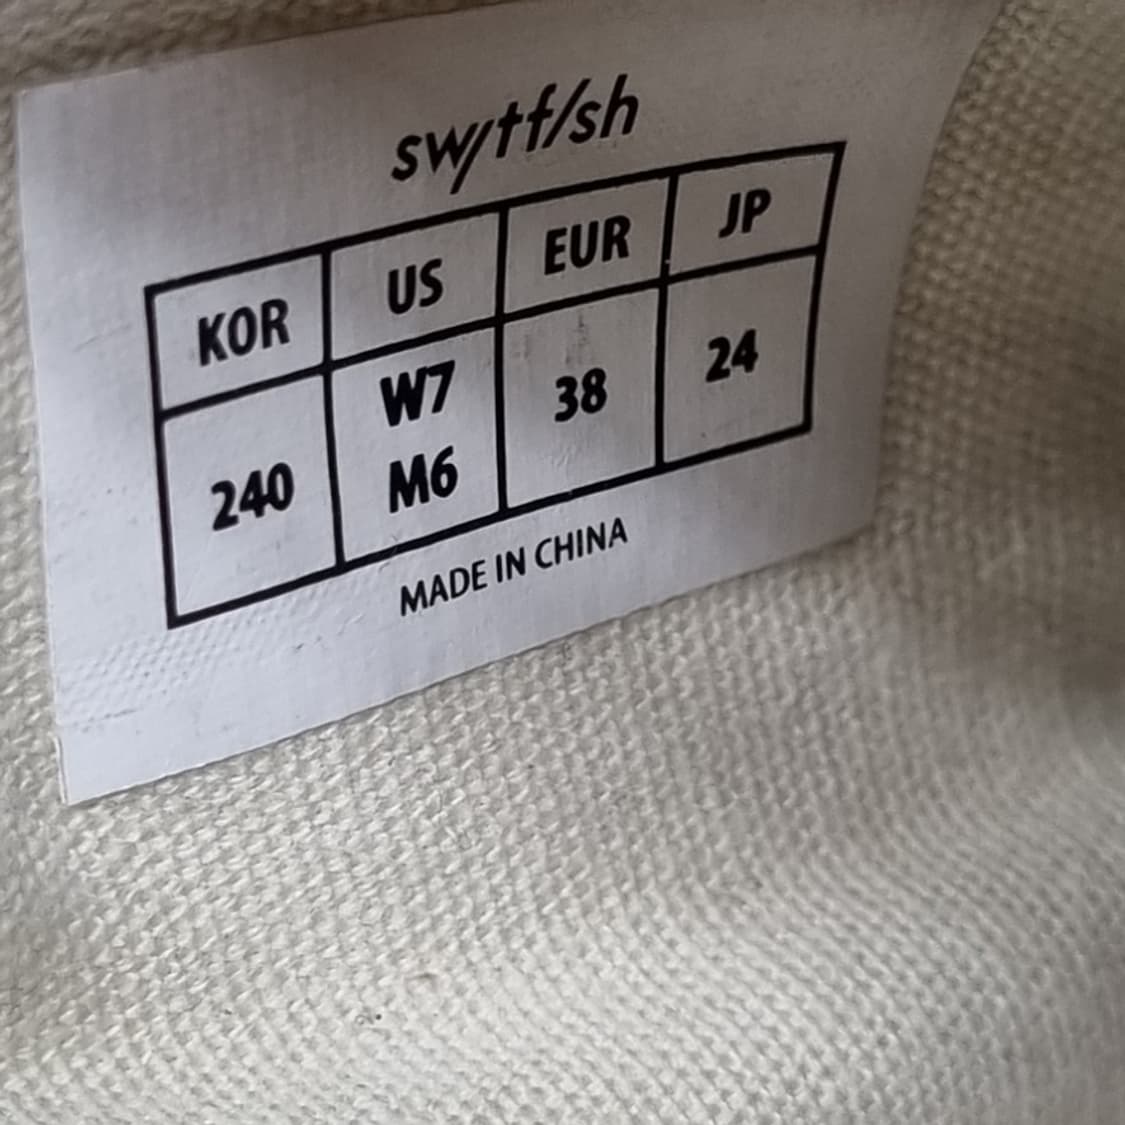 sw/tf/sh
KOR US EUR JP
240 W7 38 24
M6
MADE IN CHINA